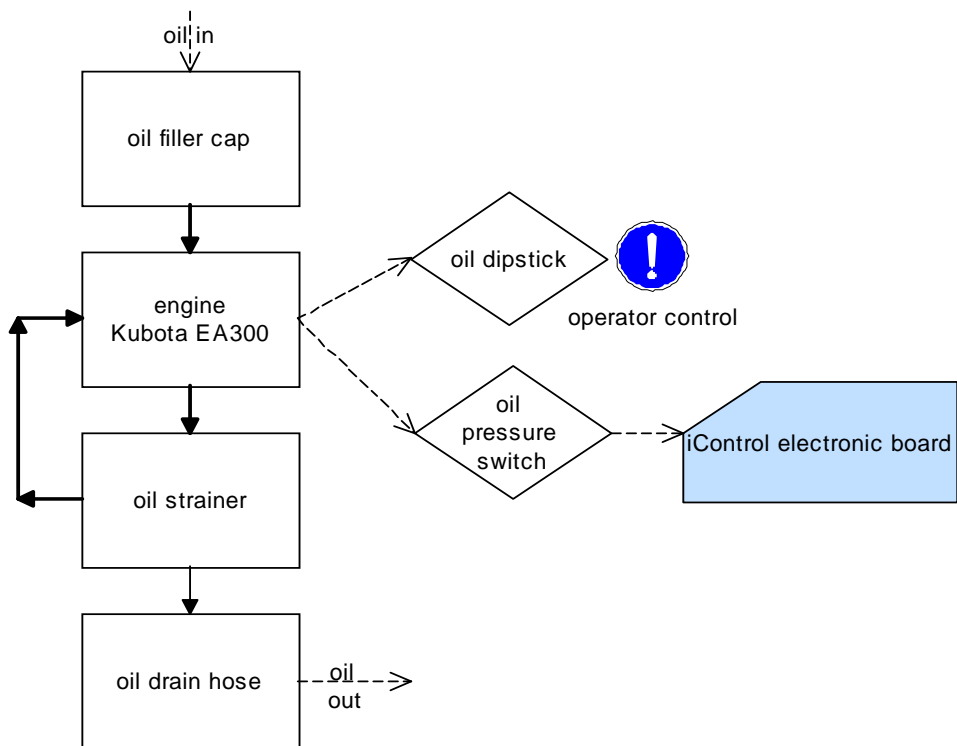 oil in
oil filler cap
oil dipstick
operator control
engine
Kubota EA300
oil
pressure
switch
iControl electronic board
oil strainer
oil drain hose
oil
out